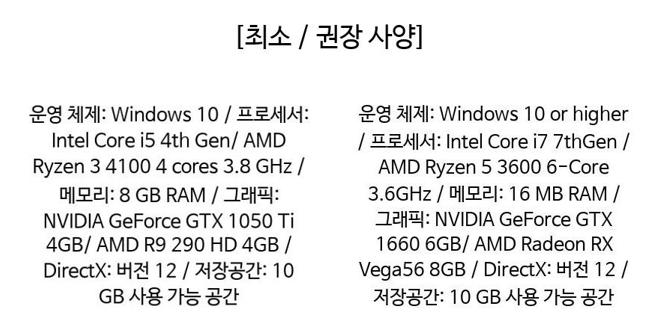 [최소 / 권장 사양]
운영 체제: Windows 10 / 프로세서:
Intel Core i5 4th Gen/ AMD
Ryzen 3 4100 4 cores 3.8 GHz /
메모리: 8 GB RAM / 그래픽:
NVIDIA GeForce GTX 1050 Ti
4GB/ AMD R9 290 HD 4GB /
DirectX: 버전 12 / 저장공간: 10
GB 사용 가능 공간
운영 체제: Windows 10 or higher
/ 프로세서: Intel Core i7 7thGen /
AMD Ryzen 5 3600 6-Core
3.6GHz / 메모리: 16 MB RAM /
그래픽: NVIDIA GeForce GTX
1660 6GB/ AMD Radeon RX
Vega56 8GB / DirectX: 버전 12 /
저장공간: 10 GB 사용 가능 공간